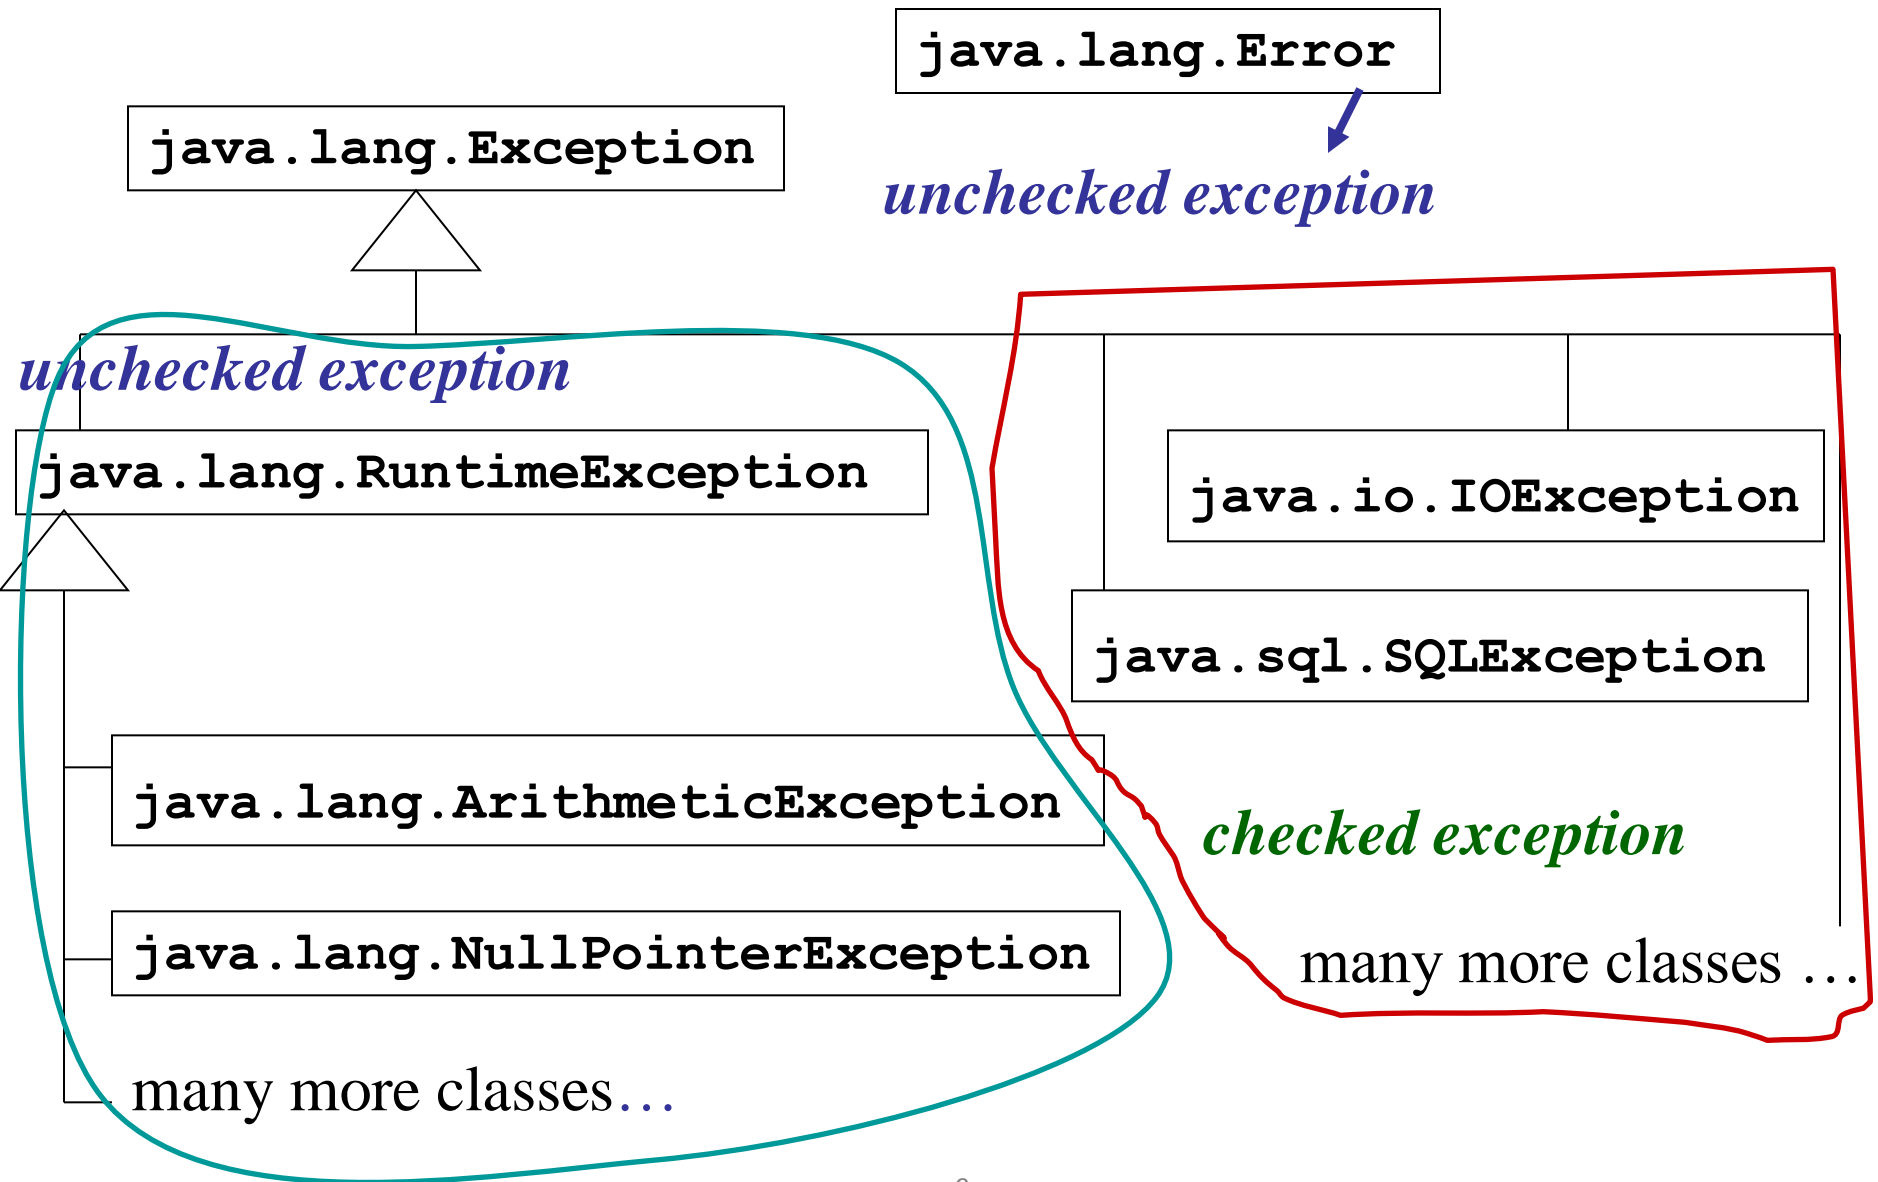 java.lang.Error
java.lang.Exception
unchecked exception
unchecked exception
java.lang.RuntimeException
java.io.IOException
java.sql.SQLException
java.lang.ArithmeticException
checked exception
java.lang.NullPointerException
many more classes …
many more classes…